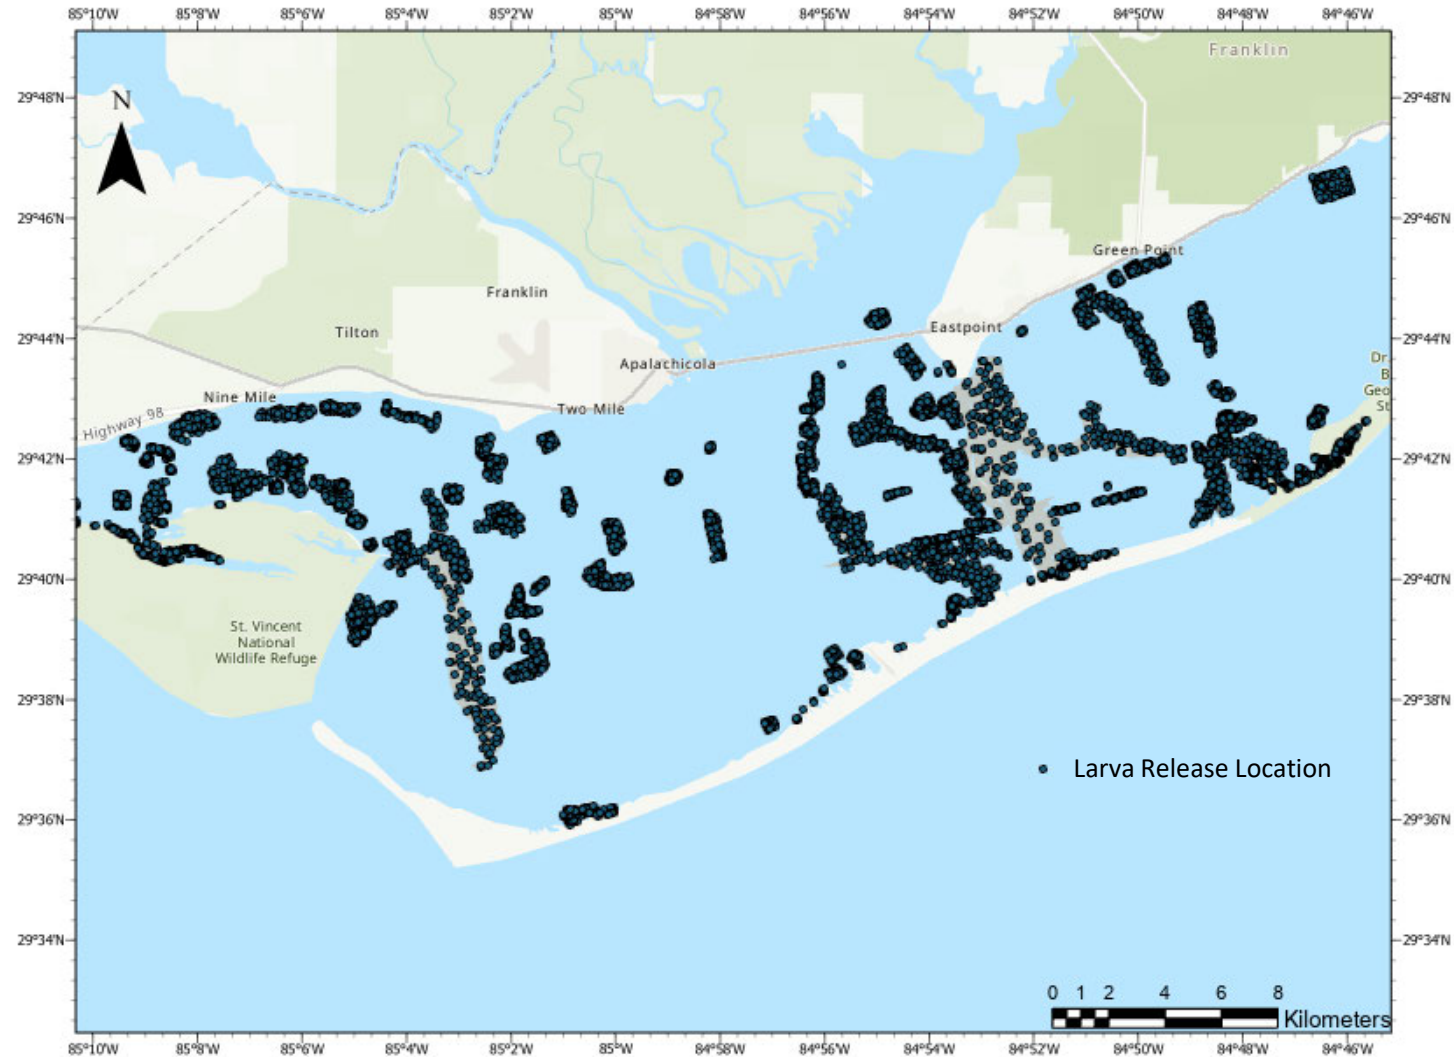 85°10'W 85°8'W 85°6'W 85°4'W 85°2'W 85°W 84°58'W 84°56'W 84°54'W 84°52'W 84°50'W 84°48'W 84°46'W
Franklin
29°48'N 29°48'N
N
29°46'N 29°46'N
Green Point
Franklin
29°44'N Tilton Eastpoint 29°44'N
Apalachicola
Dr.
B
Geo
St
Nine Mile
Two Mile
Highway 98
29°42'N 29°42'N
29°40'N 29°40'N
St. Vincent
National
Wildlife Refuge
29°38'N 29°38'N
Larva Release Location
29°36'N 29°36'N
29°34'N 29°34'N
0 1 2 4 6 8
Kilometers
85°10'W 85°8'W 85°6'W 85°4'W 85°2'W 85°W 84°58'W 84°56'W 84°54'W 84°52'W 84°50'W 84°48'W 84°46'W